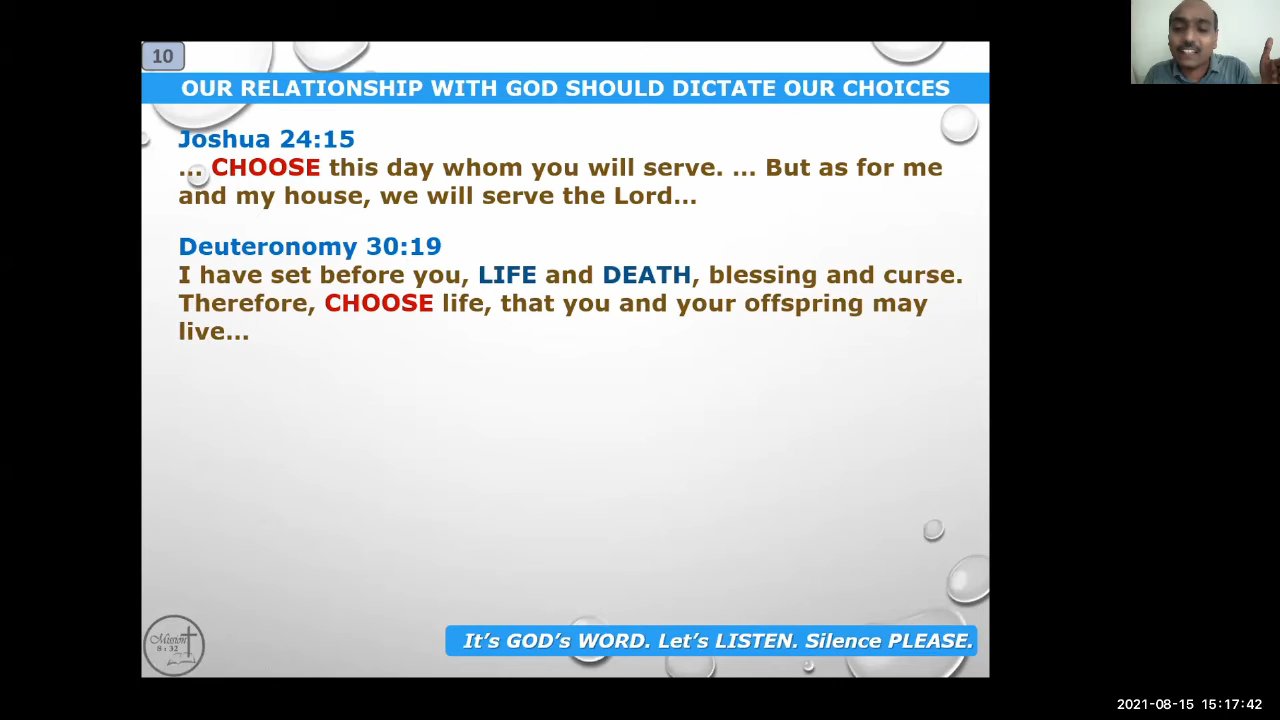 10
OUR RELATIONSHIP WITH GOD SHOULD DICTATE OUR CHOICES
Joshua 24:15
... CHOOSE this day whom you will serve. ... But as for me
and my house, we will serve the Lord...
Deuteronomy 30:19
I have set before you, LIFE and DEATH, blessing and curse.
Therefore, CHOOSE life, that you and your offspring may
live...
Mission
8:32
It's GOD's WORD. Let's LISTEN. Silence PLEASE.
2021-08-15 15:17:42